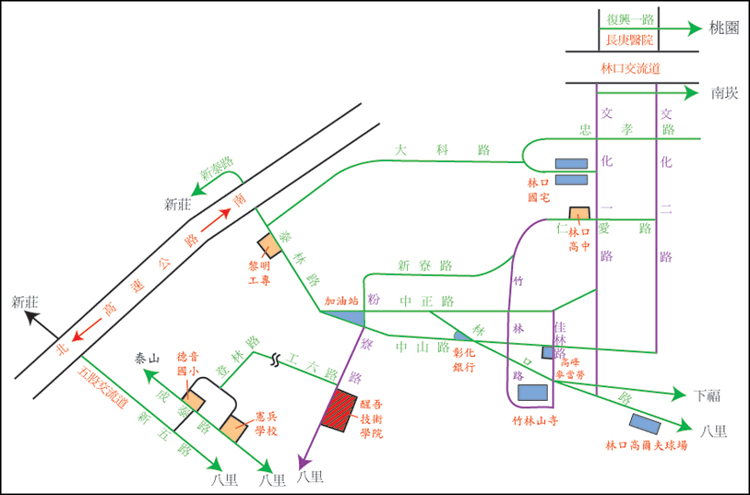 復興一路
桃園
長庚醫院
林口交流道
南崁
文化一路
文化二路
忠孝路
大科路
新泰路
新莊
林口
國宅
南
高速公路
北
泰林路
黎明
工專
仁愛路
林口
高中
新寮路
竹林路
粉寮路
加油站
中正路
新莊
佳林路
中山路
林口路
彰化
銀行
高峰
麥當勞
泰山
德音
國小
登林路
工六路
五股交流道
成泰路
新五路
憲兵
學校
醒吾
技術
學院
竹林山寺
下福
八里
林口高爾夫球場
八里
八里
八里